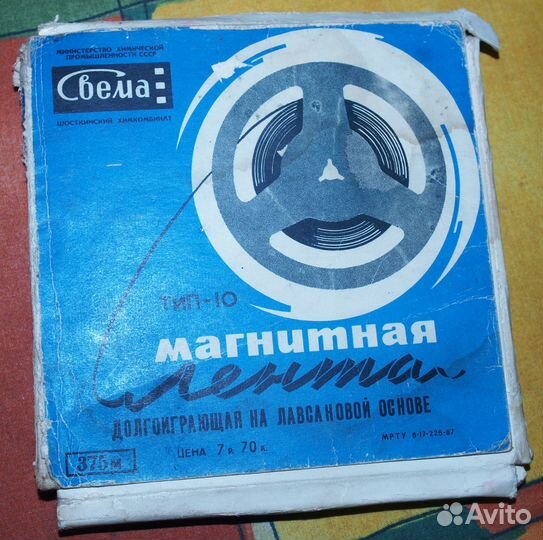 МИНИСТЕРСТВО ХИМИЧЕСКОЙ
ПРОМЫШЛЕННОСТИ СССР
Свема
ШОСТКИНСКИЙ ХИМКОМБИНАТ
ТИП-10
магнитная
лента
ДОЛГОИГРАЮЩАЯ НА ЛАВСАНОВОЙ ОСНОВЕ
ЦЕНА 7 р. 70 к.
МРТУ 6-17-225-67
375 м
Avito